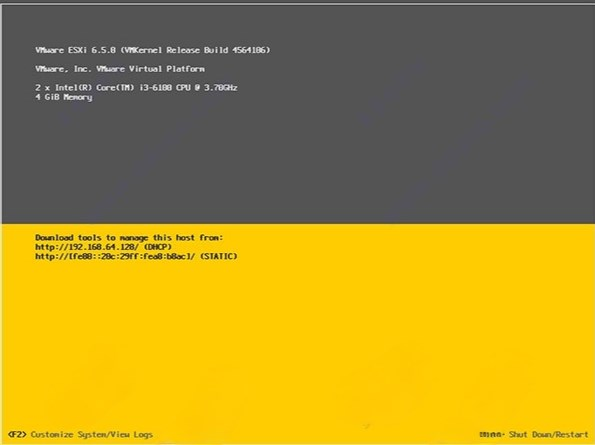 VMware ESXi 6.5.0 (VMKernel Release Build 4564106)
VMware, Inc. VMware Virtual Platform
2 x Intel(R) Core(TM) i3-6100 CPU @ 3.70GHz
4 GiB Memory
Download tools to manage this host from:
http://192.168.64.128/ (DHCP)
http://[fe80::20c:29ff:fea8:b8ac]/ (STATIC)
<F2> Customize System/View Logs
Shut Down/Restart